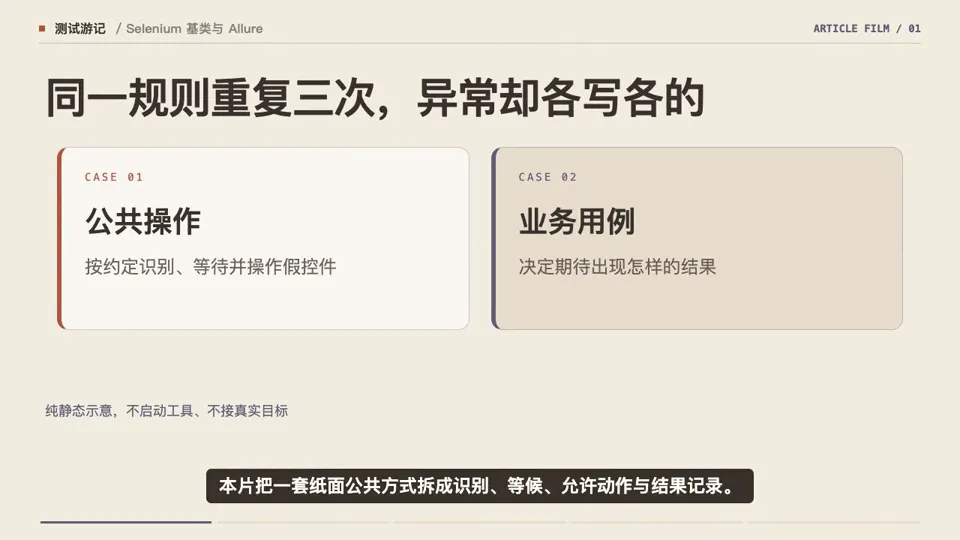 测试游记 / Selenium 基类与 Allure
ARTICLE FILM / 01
同一规则重复三次，异常却各写各的
CASE 01
公共操作
按约定识别、等待并操作假控件
CASE 02
业务用例
决定期待出现怎样的结果
纯静态示意，不启动工具、不接真实目标
本片把一套纸面公共方式拆成识别、等候、允许动作与结果记录。